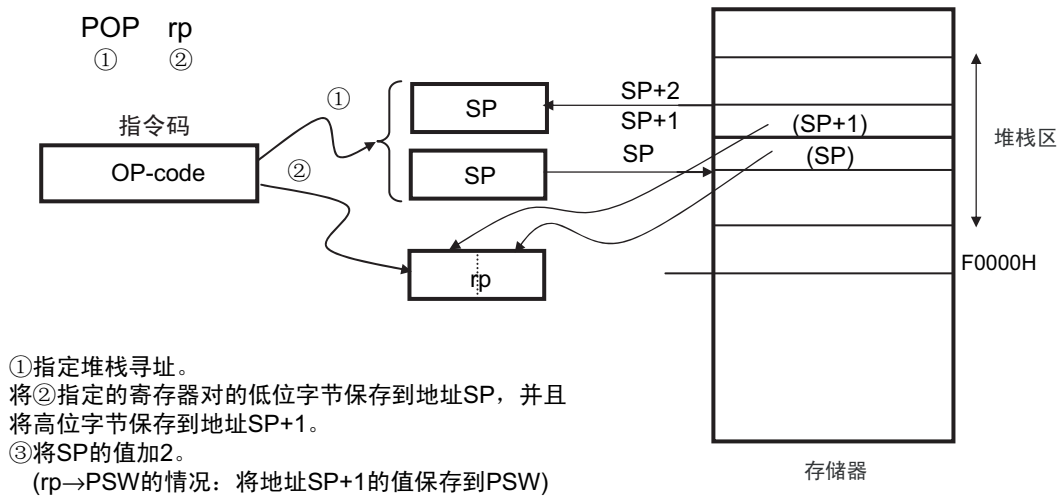 POP rp
① ②
指令码
OP-code
①
②
SP
SP
rp
SP+2
SP+1
SP
(SP+1)
(SP)
堆栈区
F0000H
存储器
①指定堆栈寻址。
将②指定的寄存器对的低位字节保存到地址SP，并且
将高位字节保存到地址SP+1。
③将SP的值加2。
(rp→PSW的情况：将地址SP+1的值保存到PSW)